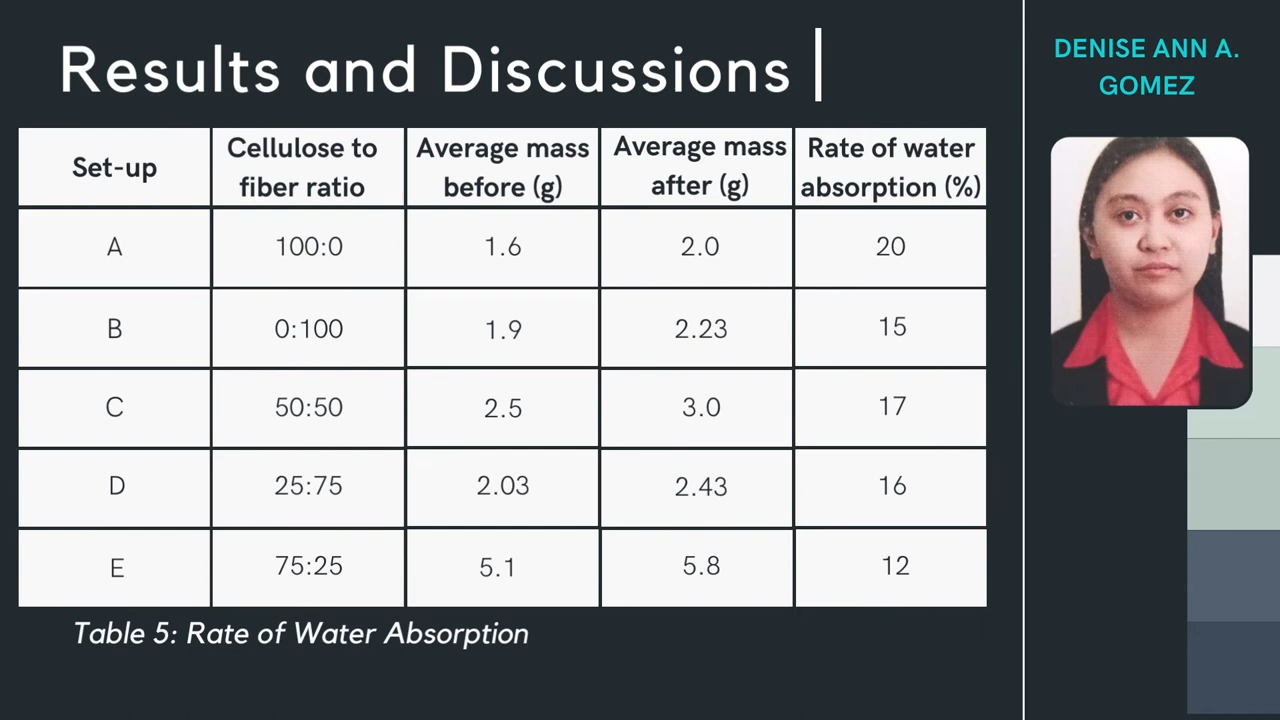 Results and Discussions |
DENISE ANN A.
GOMEZ
Set-up
Cellulose to
fiber ratio
Average mass
before (g)
Average mass
after (g)
Rate of water
absorption (%)
A 100:0 1.6 2.0 20
B 0:100 1.9 2.23 15
C 50:50 2.5 3.0 17
D 25:75 2.03 2.43 16
E 75:25 5.1 5.8 12
Table 5: Rate of Water Absorption